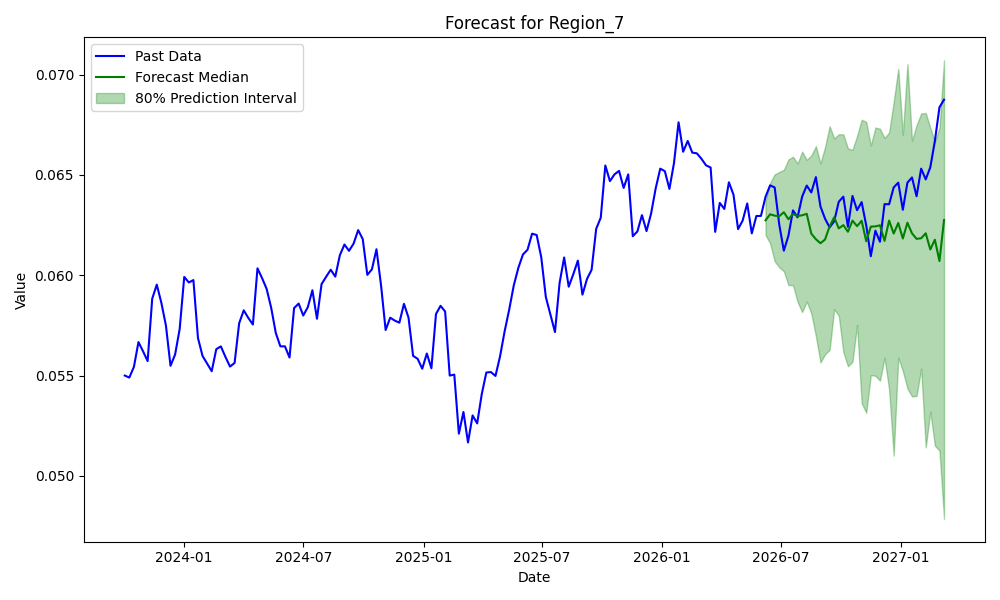 Forecast for Region_7
Past Data
Forecast Median
80% Prediction Interval
0.070
0.065
0.060
0.055
0.050
Value
2024-01
2024-07
2025-01
2025-07
2026-01
2026-07
2027-01
Date